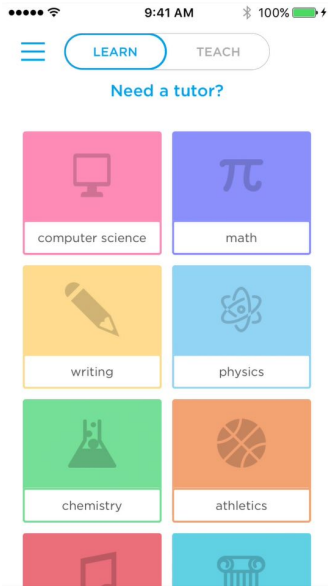 9:41 AM 100%
LEARN TEACH
Need a tutor?
computer science math
writing physics
chemistry athletics